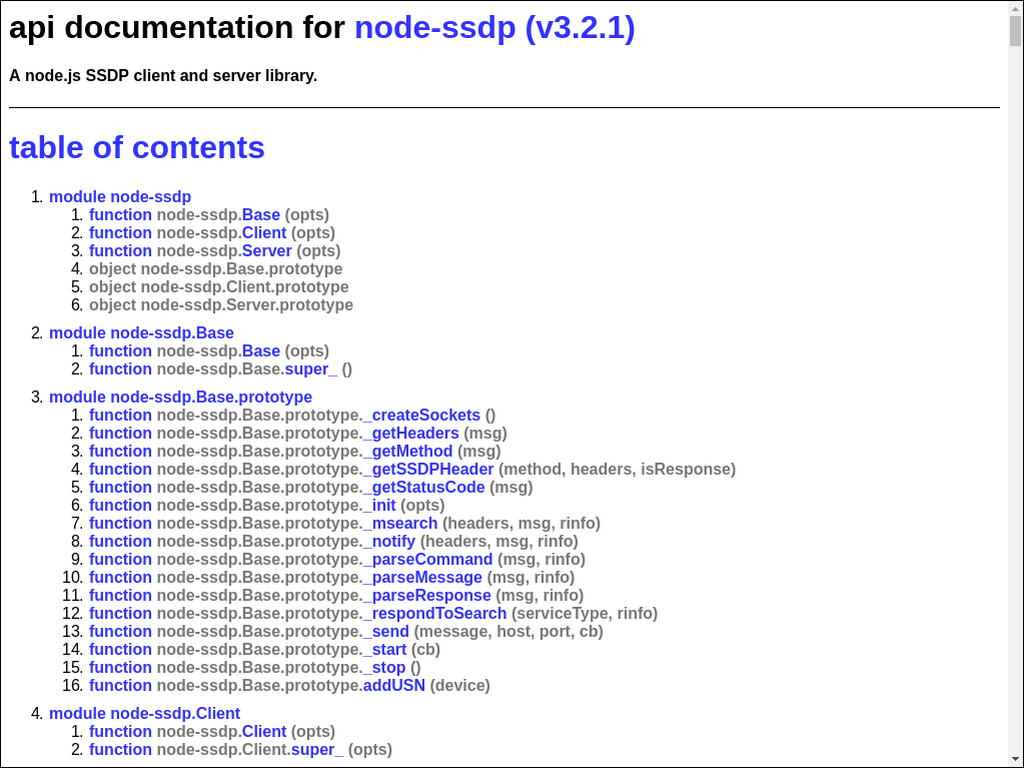 api documentation for node-ssdp (v3.2.1)
A node.js SSDP client and server library.
table of contents
1. module node-ssdp
1. function node-ssdp.Base (opts)
2. function node-ssdp.Client (opts)
3. function node-ssdp.Server (opts)
4. object node-ssdp.Base.prototype
5. object node-ssdp.Client.prototype
6. object node-ssdp.Server.prototype
2. module node-ssdp.Base
1. function node-ssdp.Base (opts)
2. function node-ssdp.Base.super_ ()
3. module node-ssdp.Base.prototype
1. function node-ssdp.Base.prototype._createSockets ()
2. function node-ssdp.Base.prototype._getHeaders (msg)
3. function node-ssdp.Base.prototype._getMethod (msg)
4. function node-ssdp.Base.prototype._getSSDPHeader (method, headers, isResponse)
5. function node-ssdp.Base.prototype._getStatusCode (msg)
6. function node-ssdp.Base.prototype._init (opts)
7. function node-ssdp.Base.prototype._msearch (headers, msg, rinfo)
8. function node-ssdp.Base.prototype._notify (headers, msg, rinfo)
9. function node-ssdp.Base.prototype._parseCommand (msg, rinfo)
10. function node-ssdp.Base.prototype._parseMessage (msg, rinfo)
11. function node-ssdp.Base.prototype._parseResponse (msg, rinfo)
12. function node-ssdp.Base.prototype._respondToSearch (serviceType, rinfo)
13. function node-ssdp.Base.prototype._send (message, host, port, cb)
14. function node-ssdp.Base.prototype._start (cb)
15. function node-ssdp.Base.prototype._stop ()
16. function node-ssdp.Base.prototype.addUSN (device)
4. module node-ssdp.Client
1. function node-ssdp.Client (opts)
2. function node-ssdp.Client.super_ (opts)